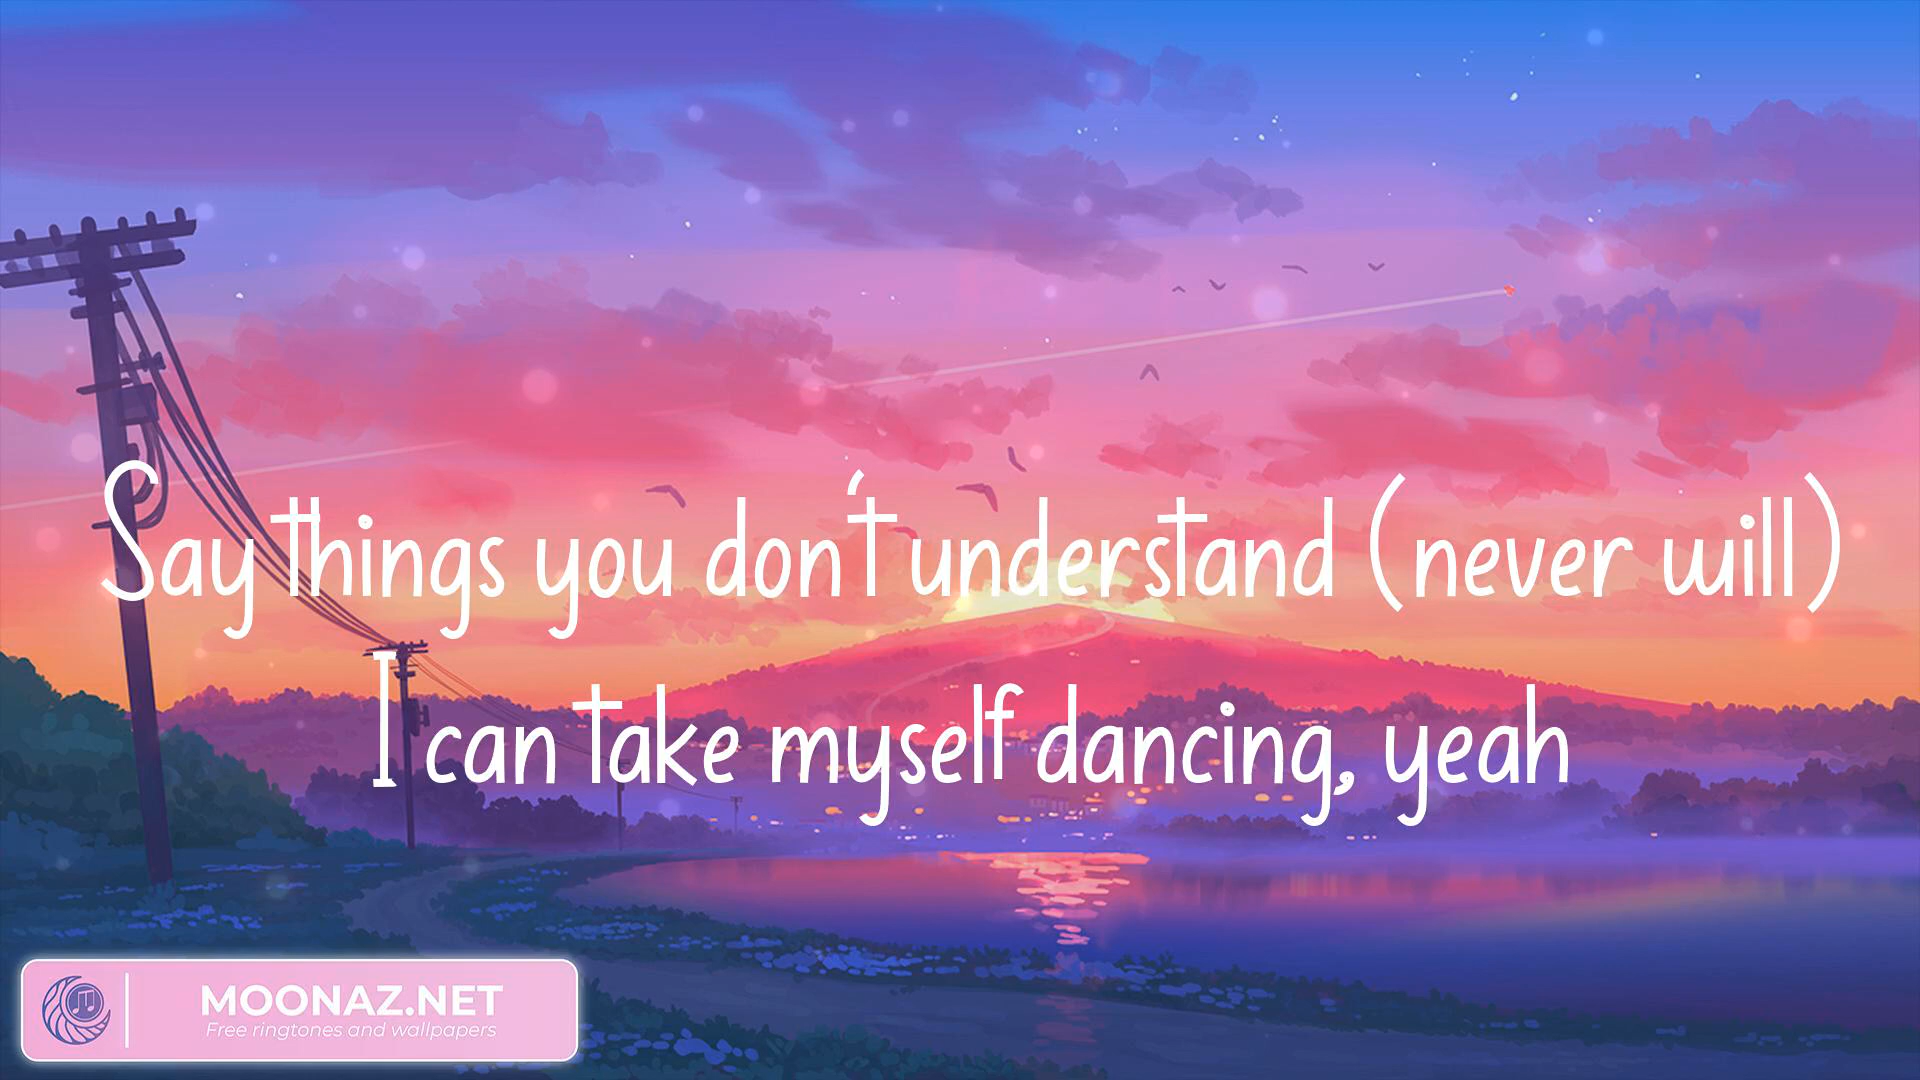 Say things you don't understand (never will)
I can take myself dancing, yeah
MOONAZ.NET
Free ringtones and wallpapers